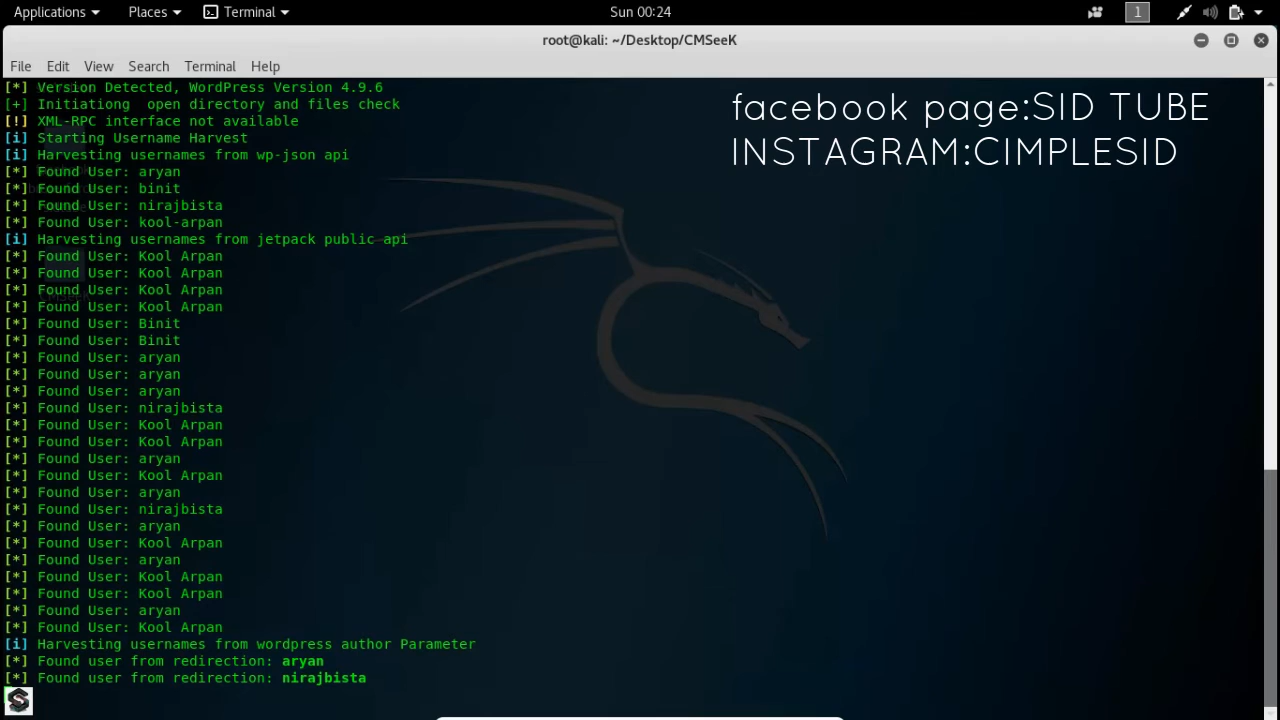 Applications Places Terminal Sun 00:24 1
root@kali: ~/Desktop/CMSeeK
File Edit View Search Terminal Help
[*] Version Detected, WordPress Version 4.9.6
[+] Initiationg  open directory and files check
[!] XML-RPC interface not available
[i] Starting Username Harvest
[i] Harvesting usernames from wp-json api
[*] Found User: aryan
[*] Found User: binit
[*] Found User: nirajbista
[*] Found User: kool-arpan
[i] Harvesting usernames from jetpack public api
[*] Found User: Kool Arpan
[*] Found User: Kool Arpan
[*] Found User: Kool Arpan
[*] Found User: Kool Arpan
[*] Found User: Binit
[*] Found User: Binit
[*] Found User: aryan
[*] Found User: aryan
[*] Found User: aryan
[*] Found User: nirajbista
[*] Found User: Kool Arpan
[*] Found User: Kool Arpan
[*] Found User: aryan
[*] Found User: Kool Arpan
[*] Found User: aryan
[*] Found User: nirajbista
[*] Found User: aryan
[*] Found User: Kool Arpan
[*] Found User: aryan
[*] Found User: Kool Arpan
[*] Found User: Kool Arpan
[*] Found User: aryan
[*] Found User: Kool Arpan
[i] Harvesting usernames from wordpress author Parameter
[*] Found user from redirection: aryan
[*] Found user from redirection: nirajbista
facebook page:SID TUBE
INSTAGRAM:CIMPLESID